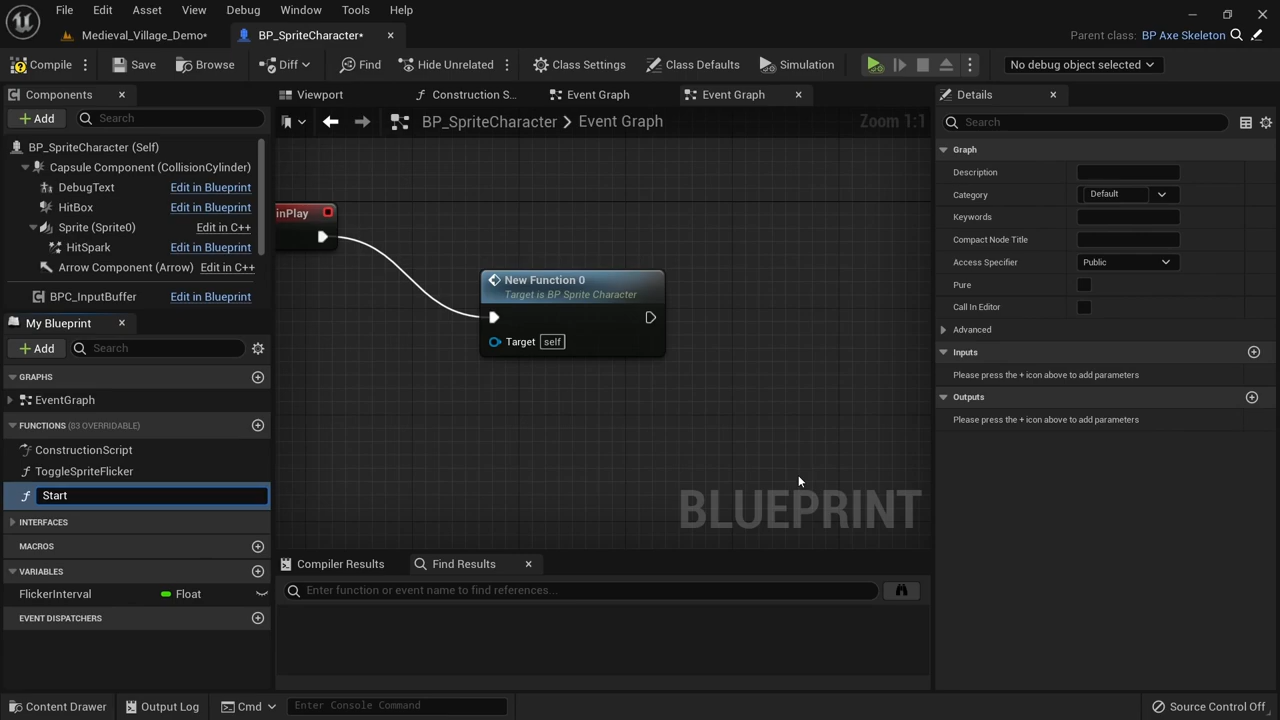 File Edit Asset View Debug Window Tools Help
Medieval_Village_Demo* BP_SpriteCharacter* Parent class: BP Axe Skeleton
Compile Save Browse Diff Find Hide Unrelated Class Settings Class Defaults Simulation No debug object selected
Components Viewport Construction S... Event Graph Event Graph Details
Add Search BP_SpriteCharacter > Event Graph Zoom 1:1 Search
BP_SpriteCharacter (Self) Graph
Capsule Component (CollisionCylinder) Description
DebugText Edit in Blueprint Category Default
HitBox Edit in Blueprint inPlay Keywords
Sprite (Sprite0) Edit in C++ Compact Node Title
HitSpark Edit in Blueprint Access Specifier Public
Arrow Component (Arrow) Edit in C++ New Function 0 Pure
BPC_InputBuffer Edit in Blueprint Target is BP Sprite Character Call In Editor
My Blueprint Advanced
Add Search Target self Inputs
GRAPHS Please press the + icon above to add parameters
EventGraph Outputs
FUNCTIONS (83 OVERRIDABLE) Please press the + icon above to add parameters
ConstructionScript
ToggleSpriteFlicker
Start BLUEPRINT
INTERFACES
MACROS Compiler Results Find Results
VARIABLES Enter function or event name to find references...
FlickerInterval Float
EVENT DISPATCHERS
Content Drawer Output Log Cmd Enter Console Command Source Control Off